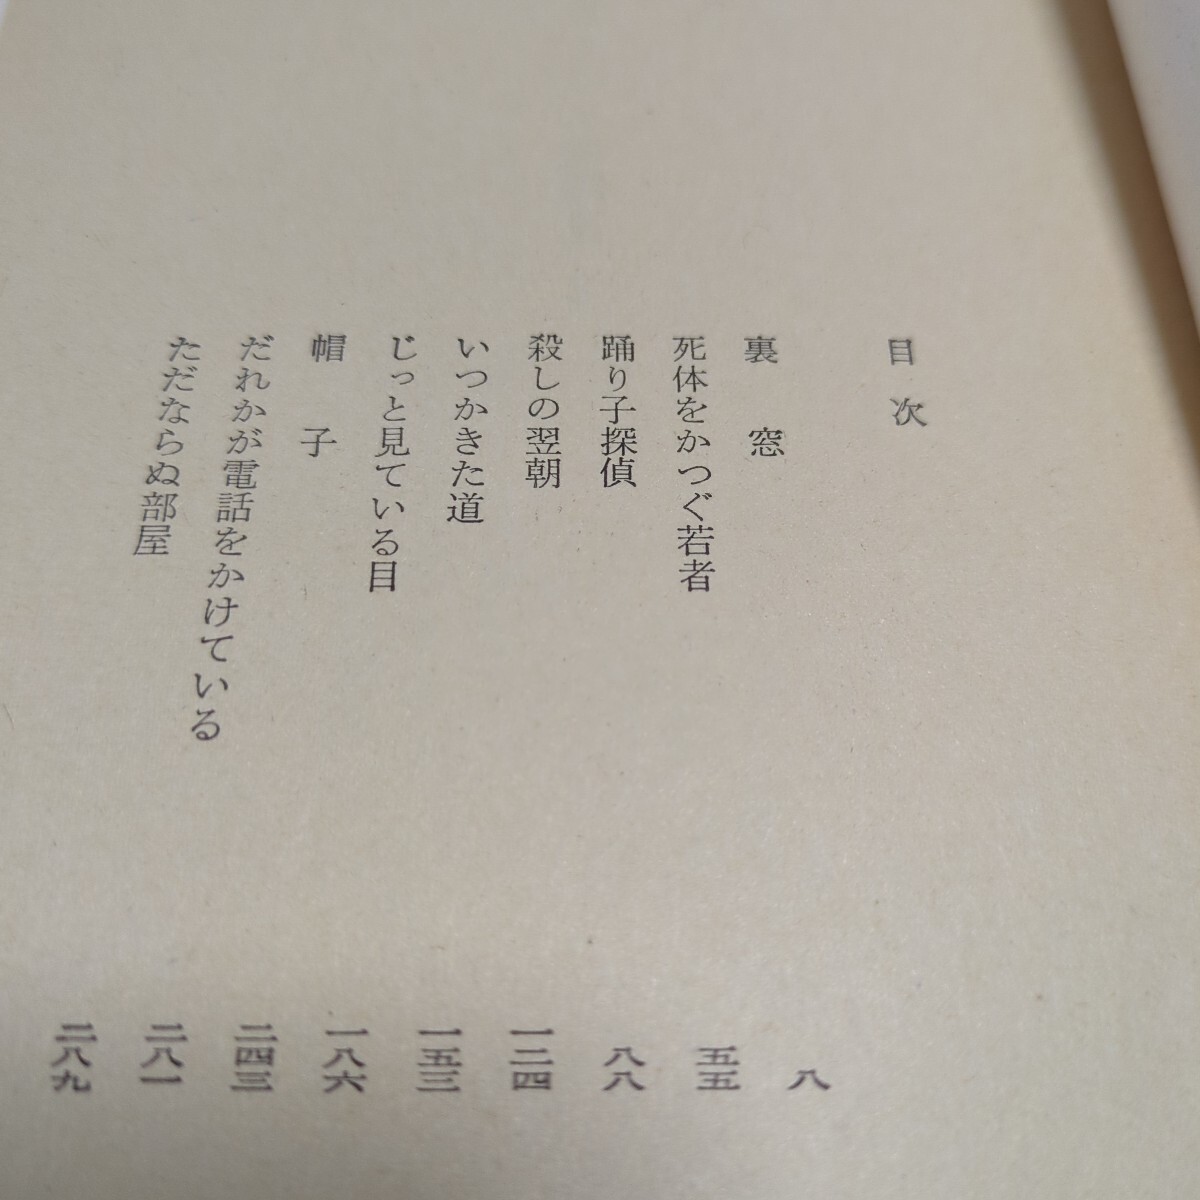 目次
裏窓
死体をかつぐ若者
踊り子探偵
殺しの翌朝
いつかきた道
じっと見ている目
帽子
だれかが電話をかけている
ただならぬ部屋
八
五五
八八
一二四
一五三
一八六
二四三
二八一
二八九